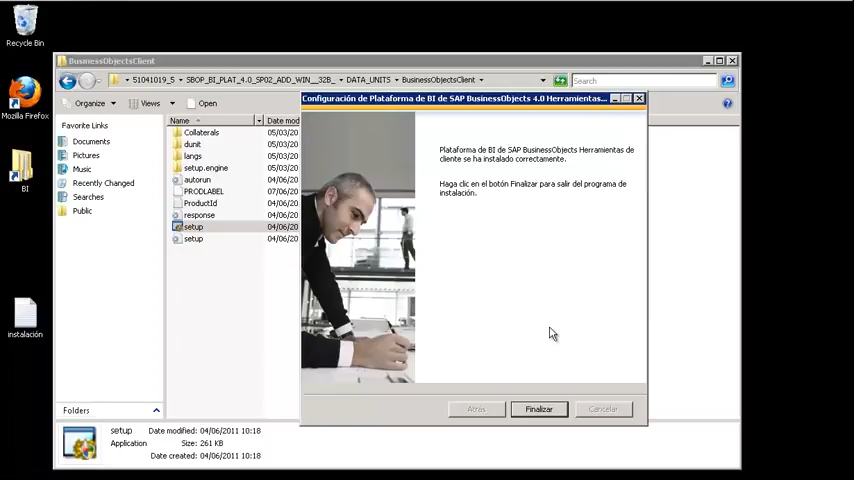 Recycle Bin
Mozilla Firefox
BI
instalación
BusinessObjectsClient
51041019_5 SBOP_BI_PLAT_4.0_SP02_ADD_WIN__32B_ DATA_UNITS BusinessObjectsClient
Search
Organize Views Open
Favorite Links
Documents
Pictures
Music
Recently Changed
Searches
Public
Folders
Name Date mod
Collaterals 05/03/20
dunit 05/03/20
langs 05/03/20
setup.engine 05/03/20
autorun 04/06/20
PRODLABEL 07/06/20
ProductId 04/06/20
response 04/06/20
setup 04/06/20
setup 04/06/20
Configuración de Plataforma de BI de SAP BusinessObjects 4.0 Herramientas...
Plataforma de BI de SAP BusinessObjects Herramientas de
cliente se ha instalado correctamente.
Haga clic en el botón Finalizar para salir del programa de
instalación.
Atrás Finalizar Cancelar
setup Date modified: 04/06/2011 10:18
Application Size: 261 KB
Date created: 04/06/2011 10:18